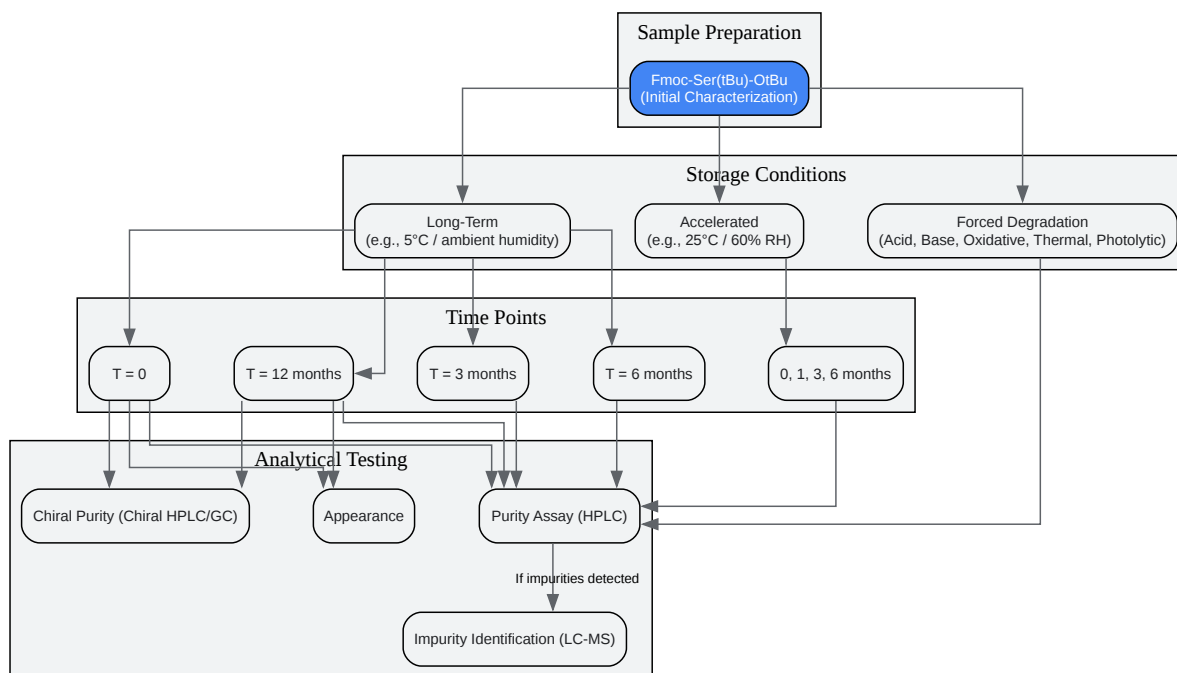 Sample Preparation
Fmoc-Ser(tBu)-OtBu
(Initial Characterization)
Storage Conditions
Long-Term
(e.g., 5°C / ambient humidity)
Accelerated
(e.g., 25°C / 60% RH)
Forced Degradation
(Acid, Base, Oxidative, Thermal, Photolytic)
Time Points
T = 0
T = 12 months
T = 3 months
T = 6 months
0, 1, 3, 6 months
Analytical Testing
Chiral Purity (Chiral HPLC/GC)
Appearance
Purity Assay (HPLC)
If impurities detected
Impurity Identification (LC-MS)